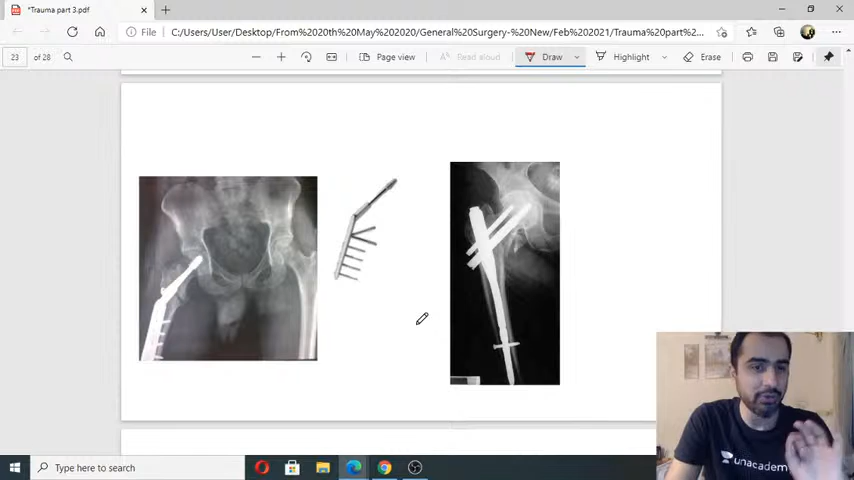 *Trauma part 3.pdf
File
C:/Users/User/Desktop/From%2020th%20May%202020/General%20Surgery-%20New/Feb%202021/Trauma%20part%2...
23 of 28
Page view
Read aloud
Draw
Highlight
Erase
unacademy
Type here to search